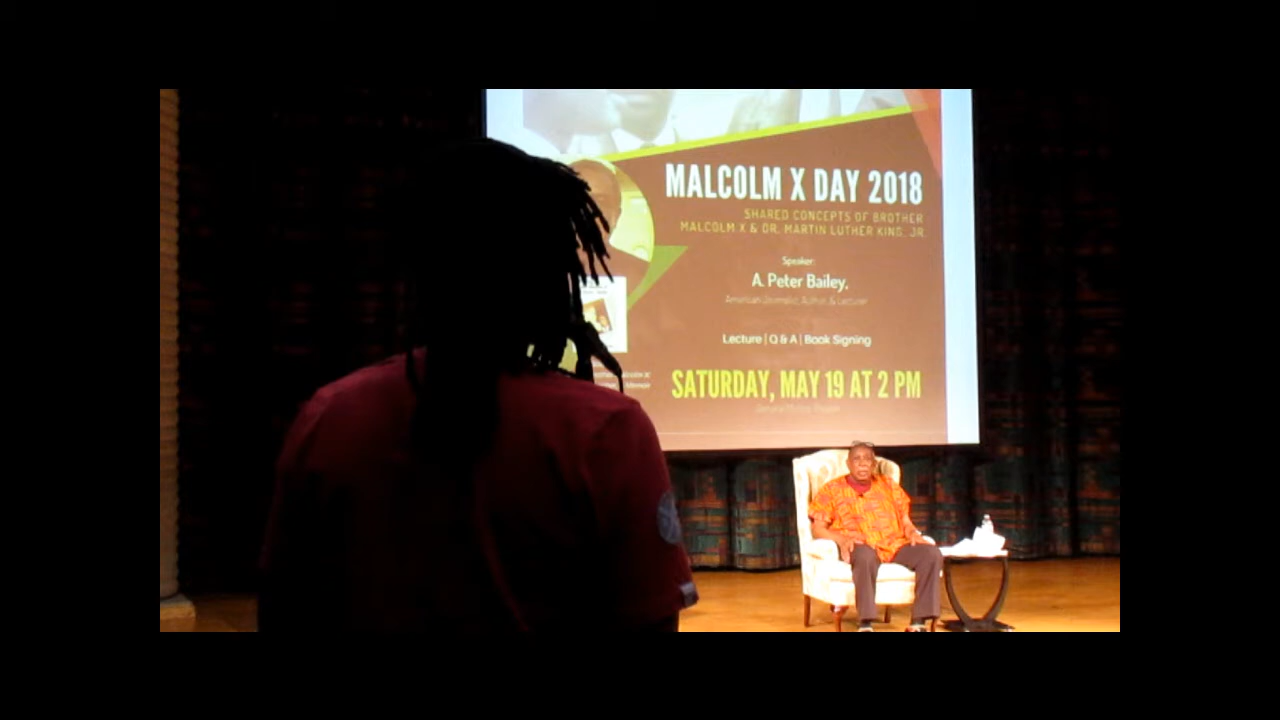 MALCOLM X DAY 2018
SHARED CONCEPTS OF BROTHER
MALCOLM X & DR. MARTIN LUTHER KING, JR.
Speaker:
A. Peter Bailey,
American Journalist, Author, & Lecturer
Lecture | Q & A | Book Signing
SATURDAY, MAY 19 AT 2 PM